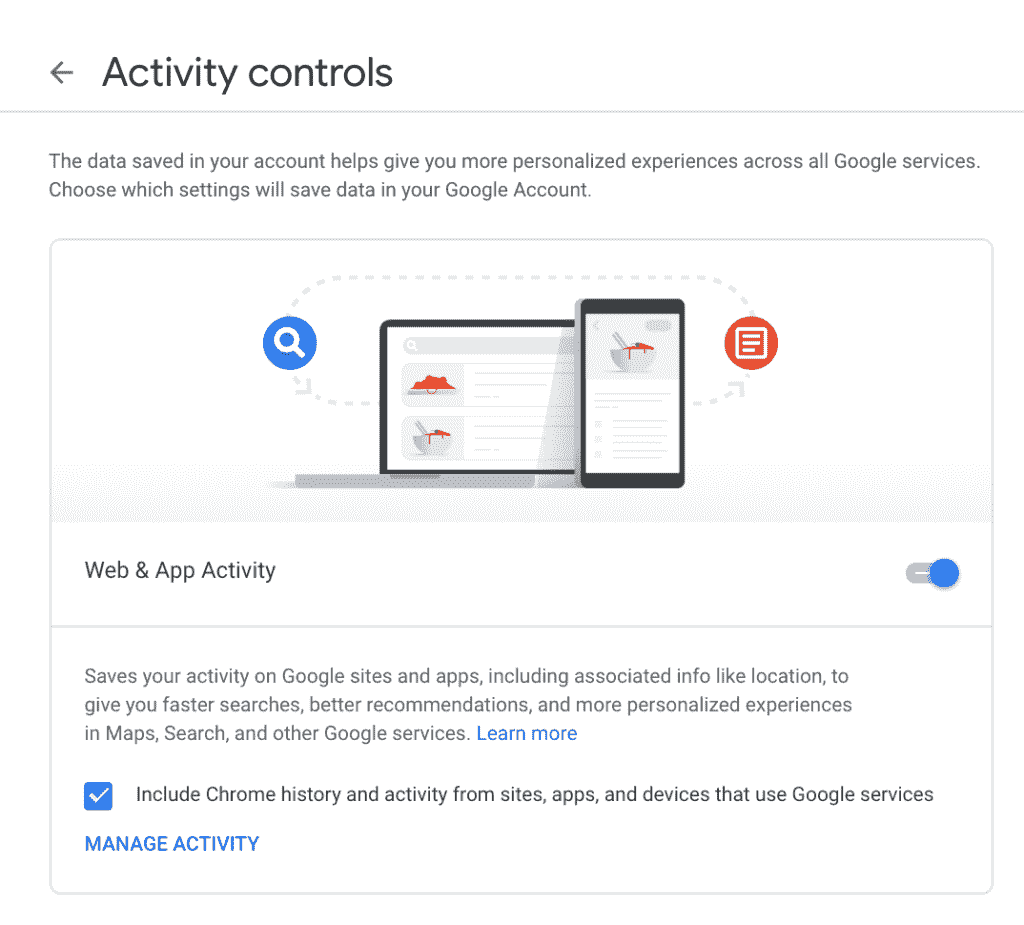 Activity controls
The data saved in your account helps give you more personalized experiences across all Google services.
Choose which settings will save data in your Google Account.
Web & App Activity
Saves your activity on Google sites and apps, including associated info like location, to
give you faster searches, better recommendations, and more personalized experiences
in Maps, Search, and other Google services. Learn more
Include Chrome history and activity from sites, apps, and devices that use Google services
MANAGE ACTIVITY